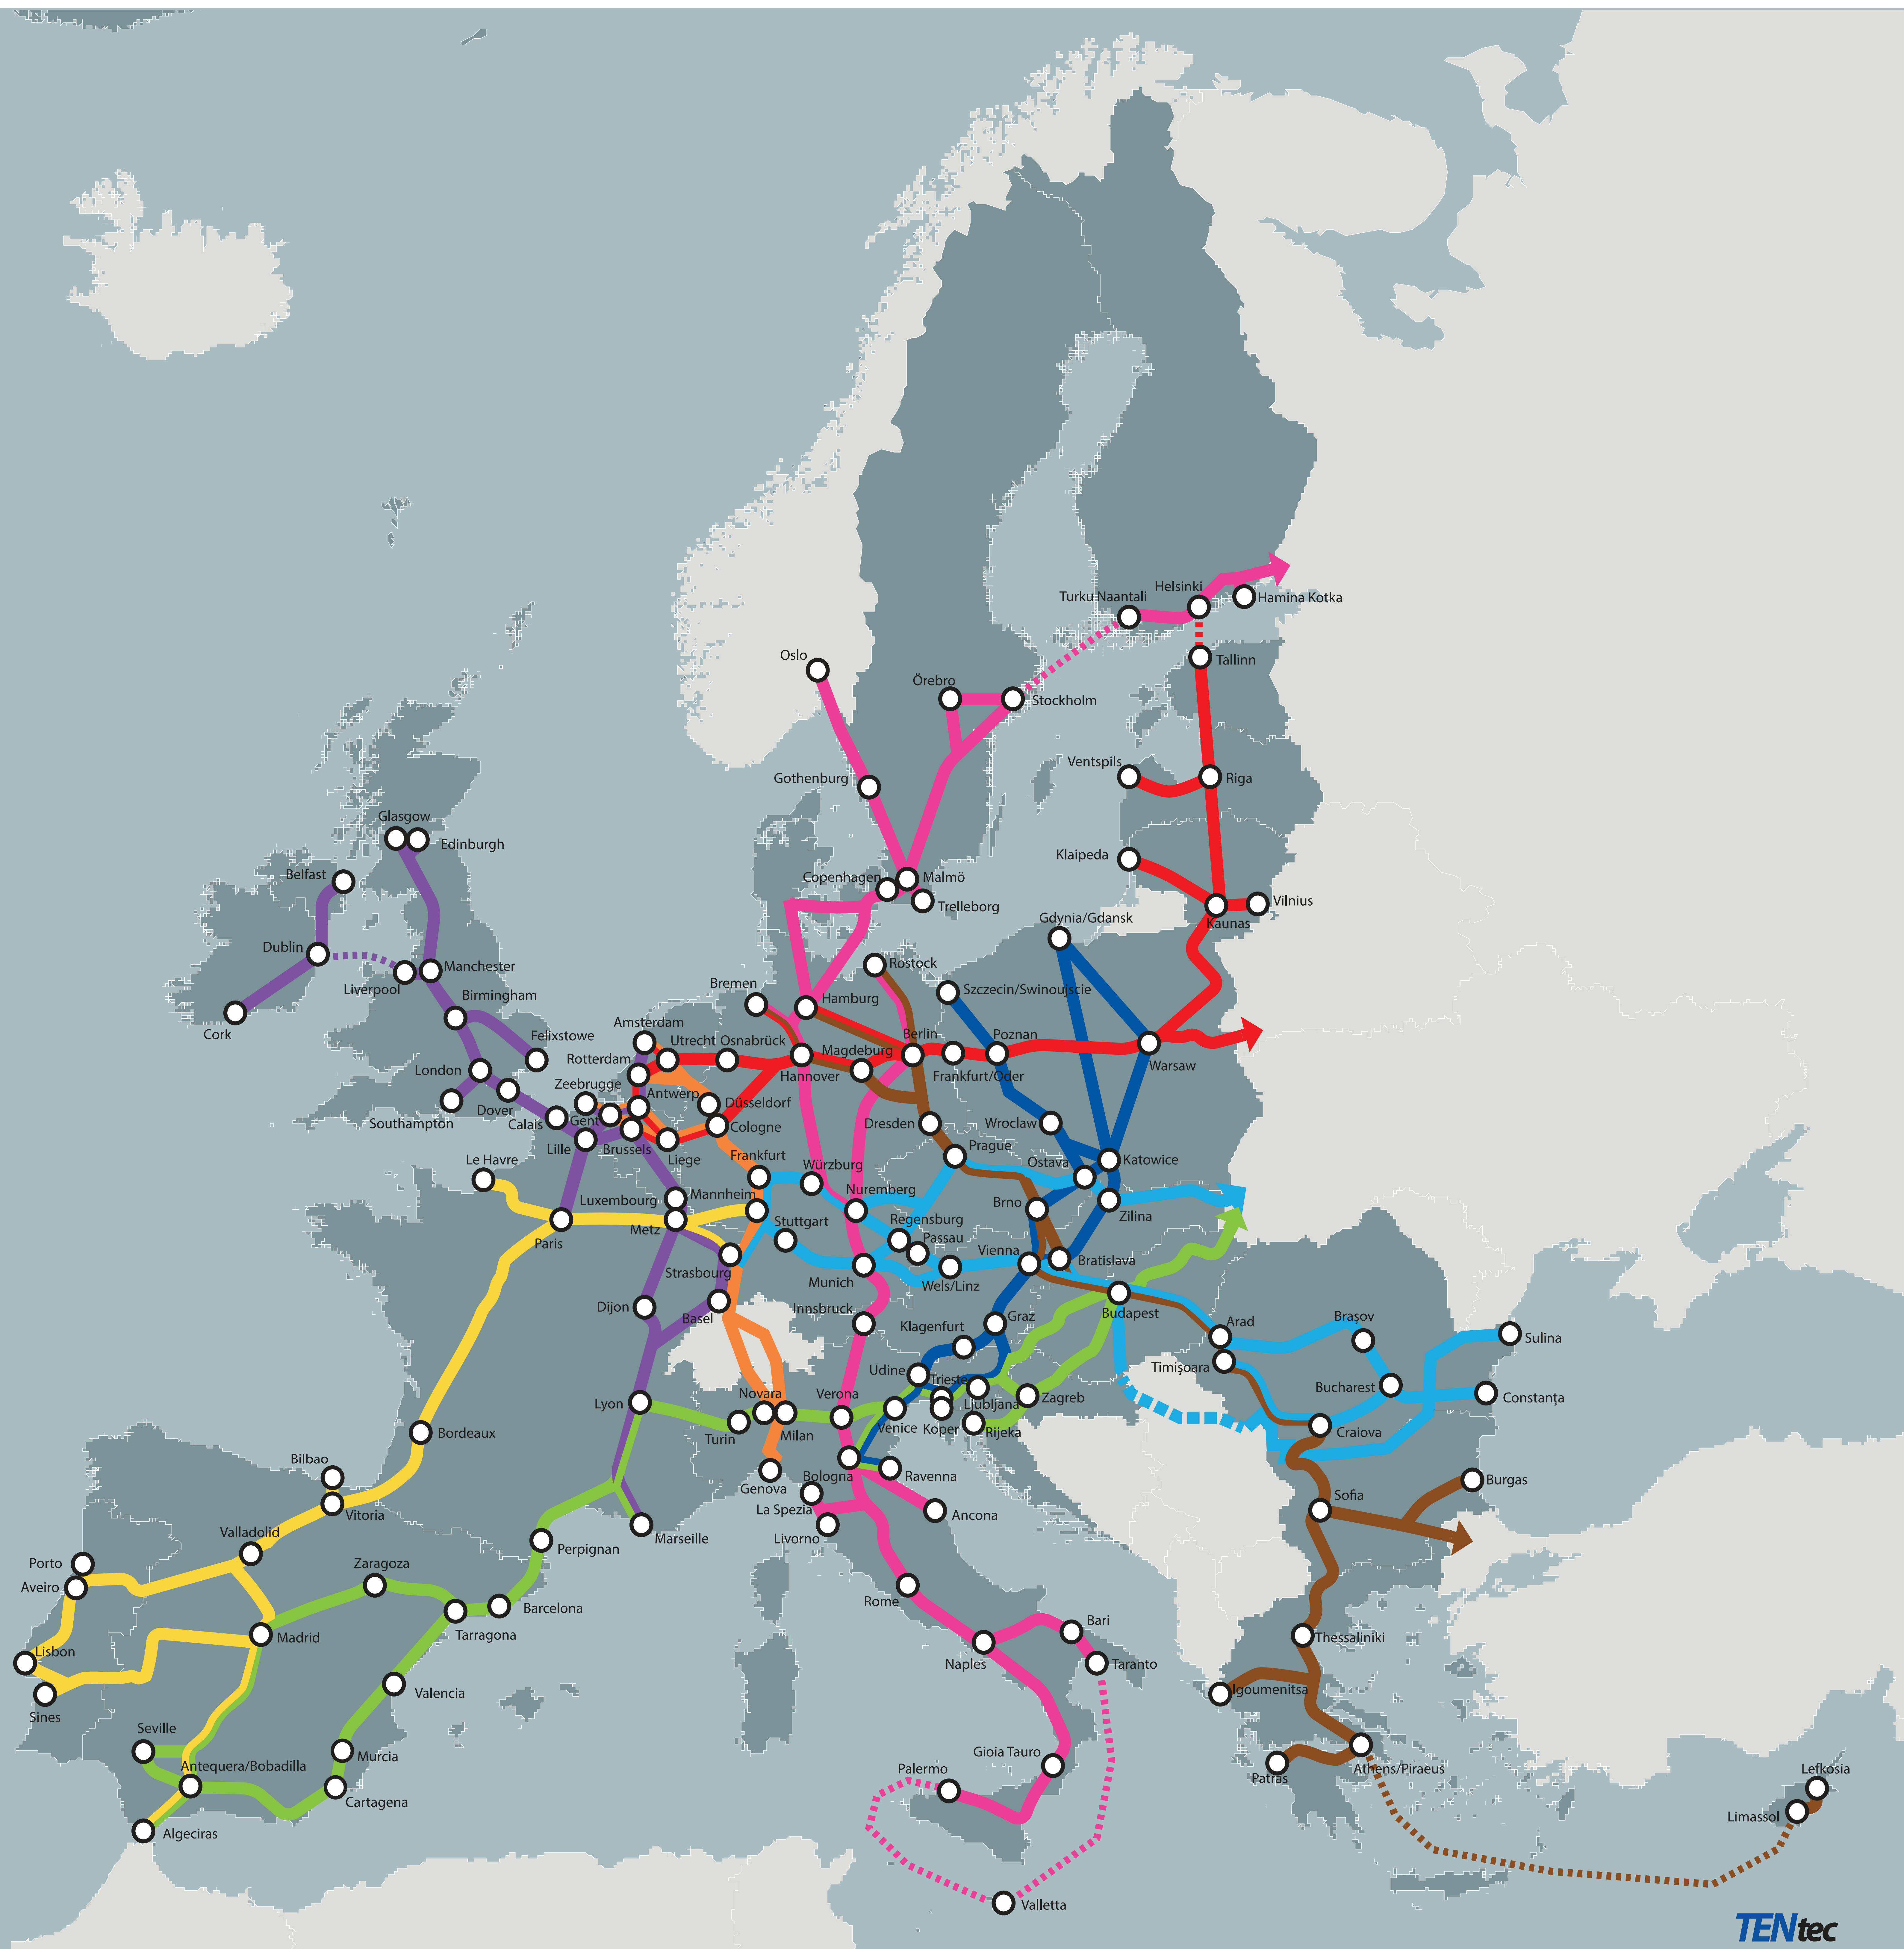 Helsinki
Turku Naantali
Hamina Kotka
Oslo
Tallinn
Örebro
Stockholm
Ventspils
Gothenburg
Riga
Glasgow
Edinburgh
Klaipeda
Belfast
Copenhagen
Malmö
Trelleborg
Vilnius
Gdynia/Gdansk
Kaunas
Dublin
Manchester
Rostock
Liverpool
Bremen
Szczecin/Swinoujscie
Birmingham
Hamburg
Cork
Amsterdam
Felixstowe
Utrecht
Osnabrück
Berlin
Poznan
Rotterdam
Magdeburg
London
Hannover
Frankfurt/Oder
Warsaw
Zeebrugge
Antwerp
Düsseldorf
Dover
Southampton
Calais
Gent
Cologne
Dresden
Wroclaw
Lille
Brussels
Liege
Prague
Le Havre
Frankfurt
Würzburg
Ostava
Katowice
Luxembourg
Mannheim
Nuremberg
Brno
Zilina
Metz
Stuttgart
Regensburg
Paris
Passau
Vienna
Bratislava
Strasbourg
Munich
Wels/Linz
Dijon
Basel
Innsbruck
Graz
Budapest
Klagenfurt
Arad
Braşov
Sulina
Udine
Trieste
Timişoara
Bucharest
Constanţa
Lyon
Novara
Verona
Ljubljana
Zagreb
Turin
Milan
Venice
Koper
Rijeka
Craiova
Bordeaux
Bilbao
Bologna
Ravenna
Burgas
Genova
La Spezia
Sofia
Vitoria
Ancona
Valladolid
Marseille
Livorno
Perpignan
Porto
Zaragoza
Aveiro
Rome
Barcelona
Bari
Tarragona
Madrid
Thessaliniki
Lisbon
Naples
Taranto
Valencia
Igoumenitsa
Sines
Seville
Gioia Tauro
Murcia
Antequera/Bobadilla
Palermo
Patras
Athens/Piraeus
Lefkosia
Cartagena
Limassol
Algeciras
Valletta
TENtec